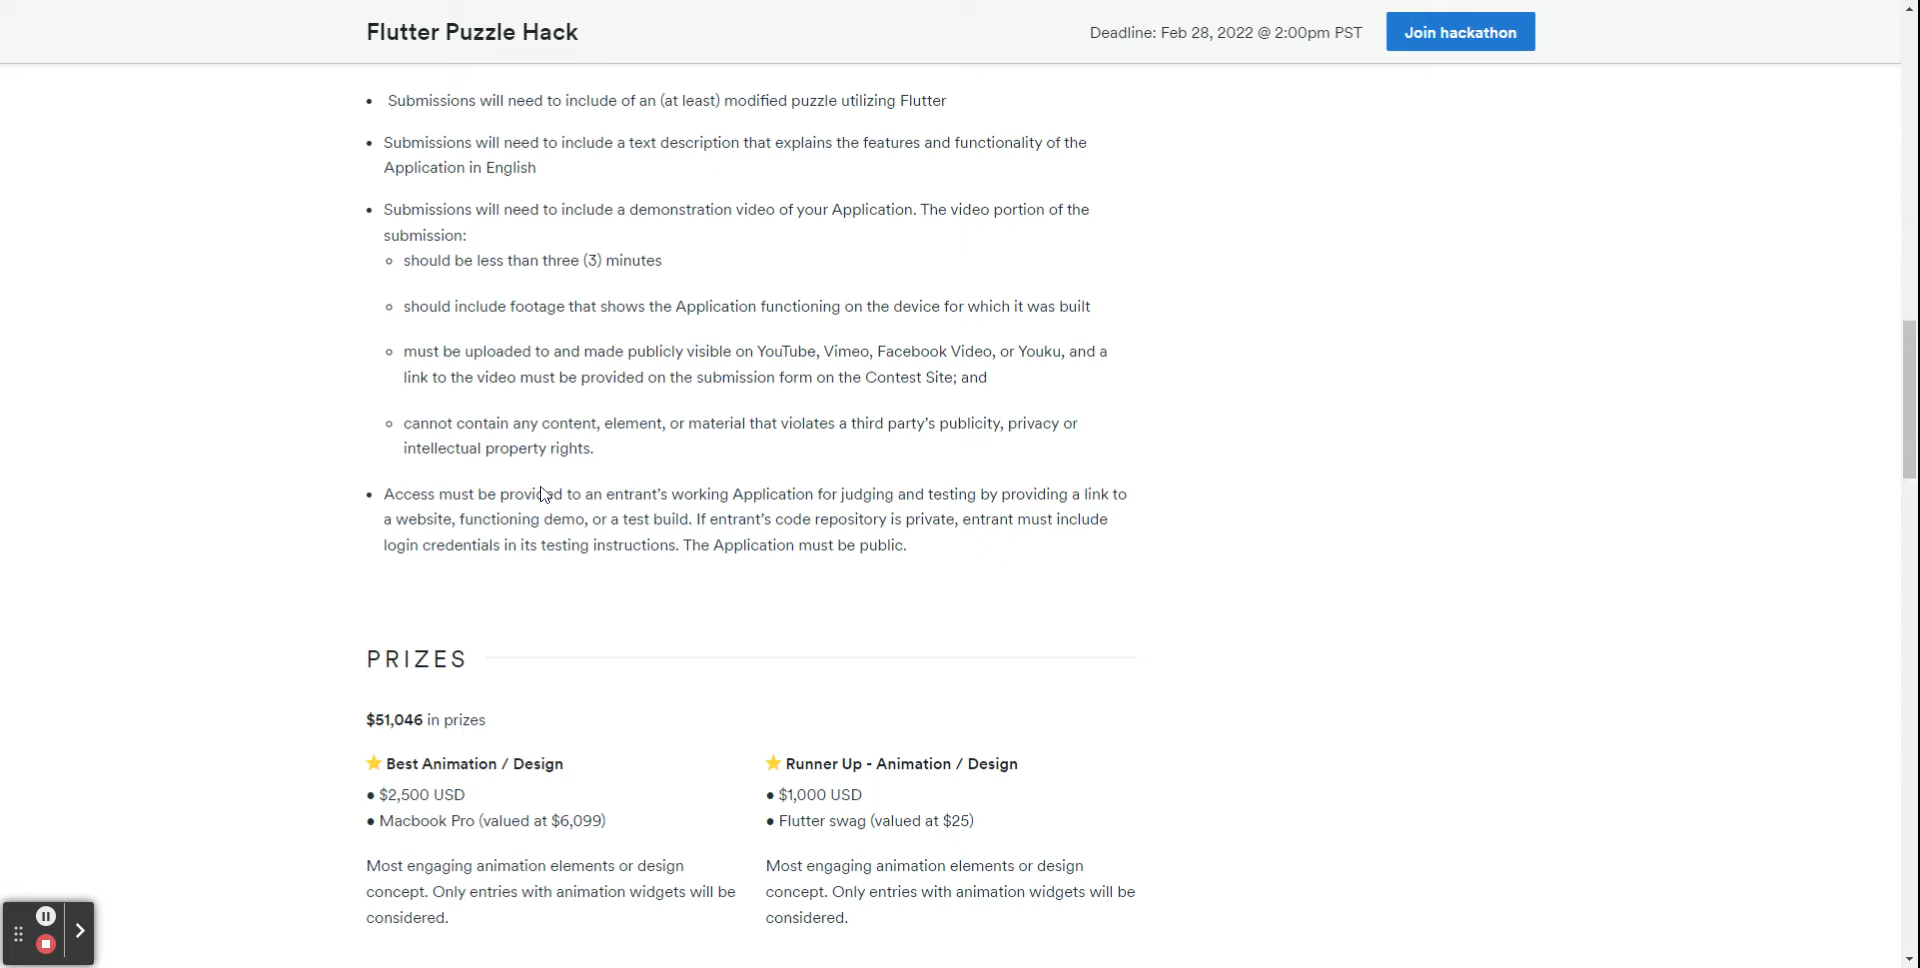 Flutter Puzzle Hack
Deadline: Feb 28, 2022 @ 2:00pm PST
Join hackathon
Submissions will need to include of an (at least) modified puzzle utilizing Flutter
Submissions will need to include a text description that explains the features and functionality of the
Application in English
Submissions will need to include a demonstration video of your Application. The video portion of the
submission:
should be less than three (3) minutes
should include footage that shows the Application functioning on the device for which it was built
must be uploaded to and made publicly visible on YouTube, Vimeo, Facebook Video, or Youku, and a
link to the video must be provided on the submission form on the Contest Site; and
cannot contain any content, element, or material that violates a third party’s publicity, privacy or
intellectual property rights.
Access must be provided to an entrant’s working Application for judging and testing by providing a link to
a website, functioning demo, or a test build. If entrant’s code repository is private, entrant must include
login credentials in its testing instructions. The Application must be public.
PRIZES
$51,046 in prizes
Best Animation / Design
• $2,500 USD
• Macbook Pro (valued at $6,099)
Most engaging animation elements or design
concept. Only entries with animation widgets will be
considered.
Runner Up - Animation / Design
• $1,000 USD
• Flutter swag (valued at $25)
Most engaging animation elements or design
concept. Only entries with animation widgets will be
considered.